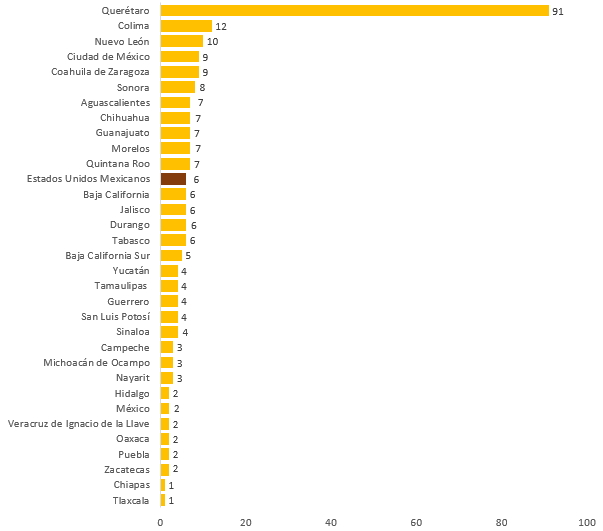 Querétaro 91
Colima 12
Nuevo León 10
Ciudad de México 9
Coahuila de Zaragoza 9
Sonora 8
Aguascalientes 7
Chihuahua 7
Guanajuato 7
Morelos 7
Quintana Roo 7
Estados Unidos Mexicanos 6
Baja California 6
Jalisco 6
Durango 6
Tabasco 6
Baja California Sur 5
Yucatán 4
Tamaulipas 4
Guerrero 4
San Luis Potosí 4
Sinaloa 4
Campeche 3
Michoacán de Ocampo 3
Nayarit 3
Hidalgo 2
México 2
Veracruz de Ignacio de la Llave 2
Oaxaca 2
Puebla 2
Zacatecas 2
Chiapas 1
Tlaxcala 1
0 20 40 60 80 100